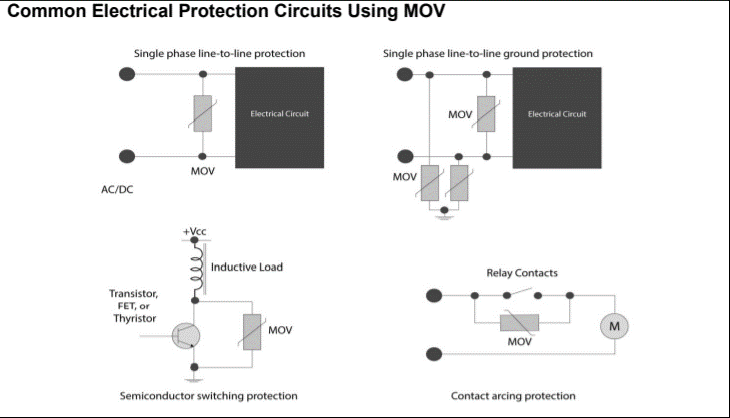 Common Electrical Protection Circuits Using MOV
Single phase line-to-line protection
Electrical Circuit
MOV
AC/DC
Single phase line-to-line ground protection
MOV
Electrical Circuit
MOV
+Vcc
Inductive Load
Transistor,
FET, or
Thyristor
MOV
Semiconductor switching protection
Relay Contacts
MOV
M
Contact arcing protection